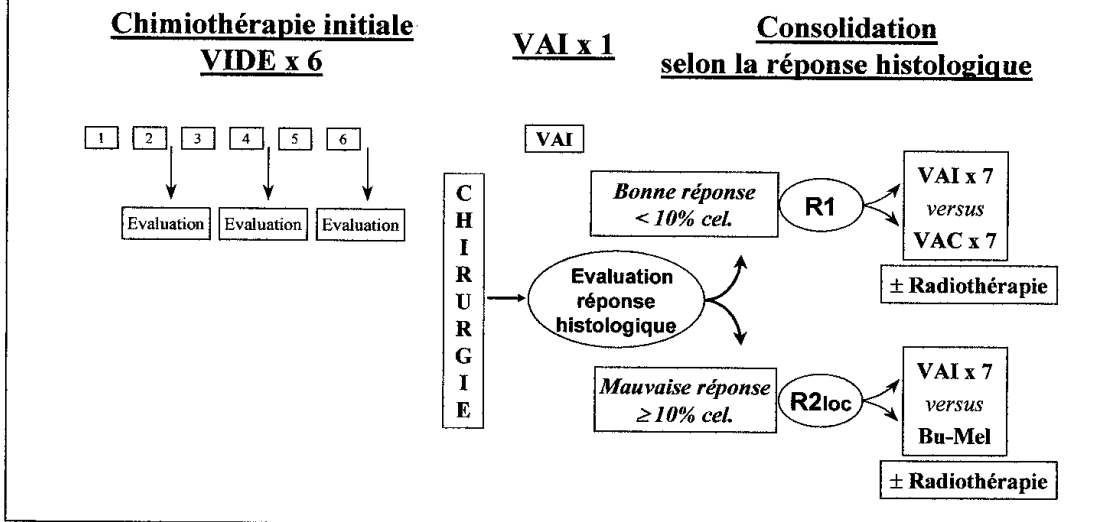 Chimiothérapie initiale
VIDE x 6
VAI x 1
Consolidation
selon la réponse histologique
1 2 3 4 5 6
Evaluation Evaluation Evaluation
C
H
I
R
U
R
G
I
E
VAI
Evaluation
réponse
histologique
Bonne réponse
< 10% cel.
R1
VAI x 7
versus
VAC x 7
± Radiothérapie
Mauvaise réponse
≥ 10% cel.
R2loc
VAI x 7
versus
Bu-Mel
± Radiothérapie